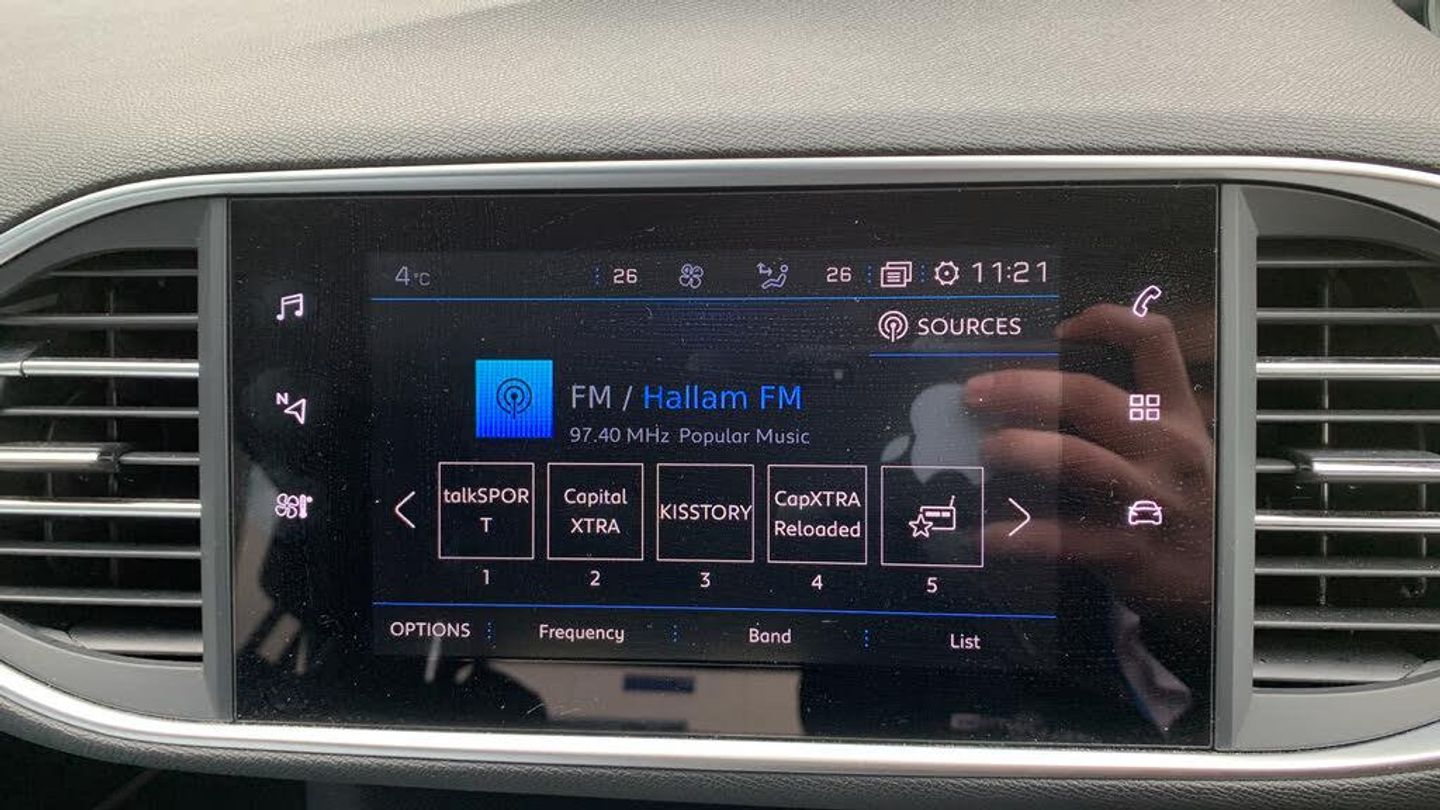 4°C 26 26 11:21
SOURCES
FM / Hallam FM
97.40 MHz Popular Music
talkSPOR
T
Capital
XTRA
KISSTORY
CapXTRA
Reloaded
1 2 3 4 5
OPTIONS Frequency Band List
N